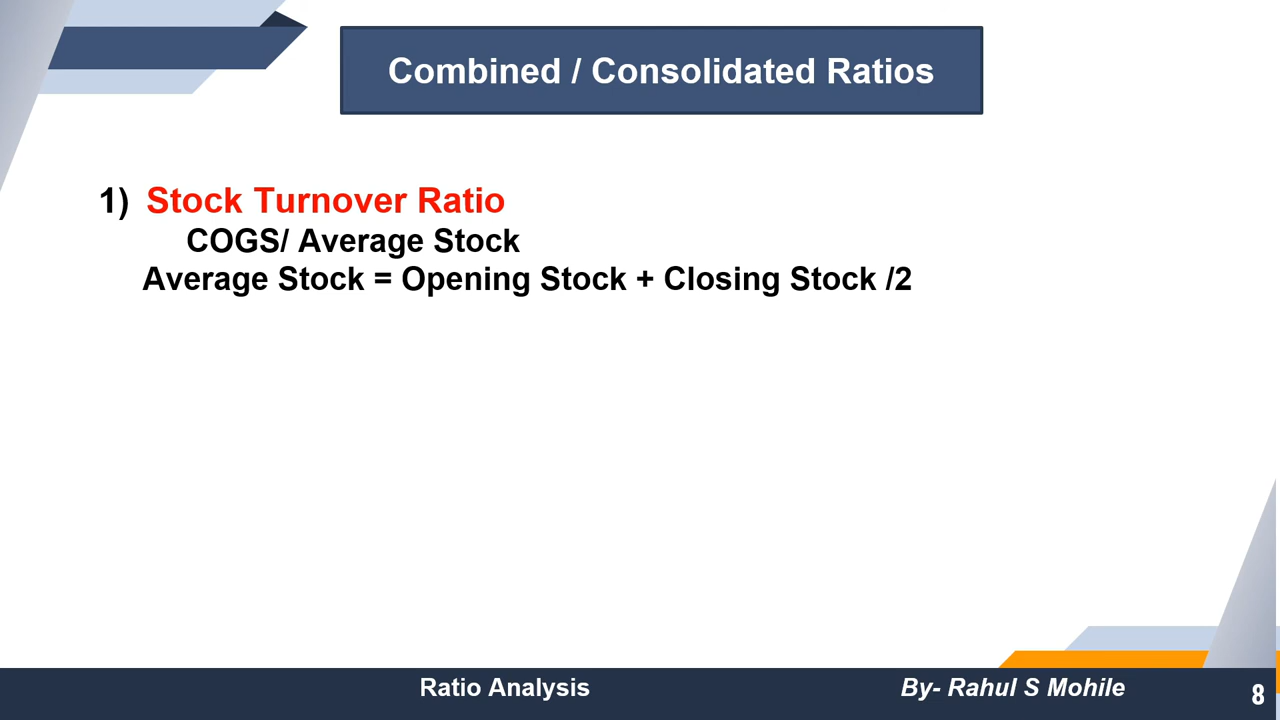 Combined / Consolidated Ratios
1) Stock Turnover Ratio
COGS/ Average Stock
Average Stock = Opening Stock + Closing Stock /2
Ratio Analysis
By- Rahul S Mohile
8